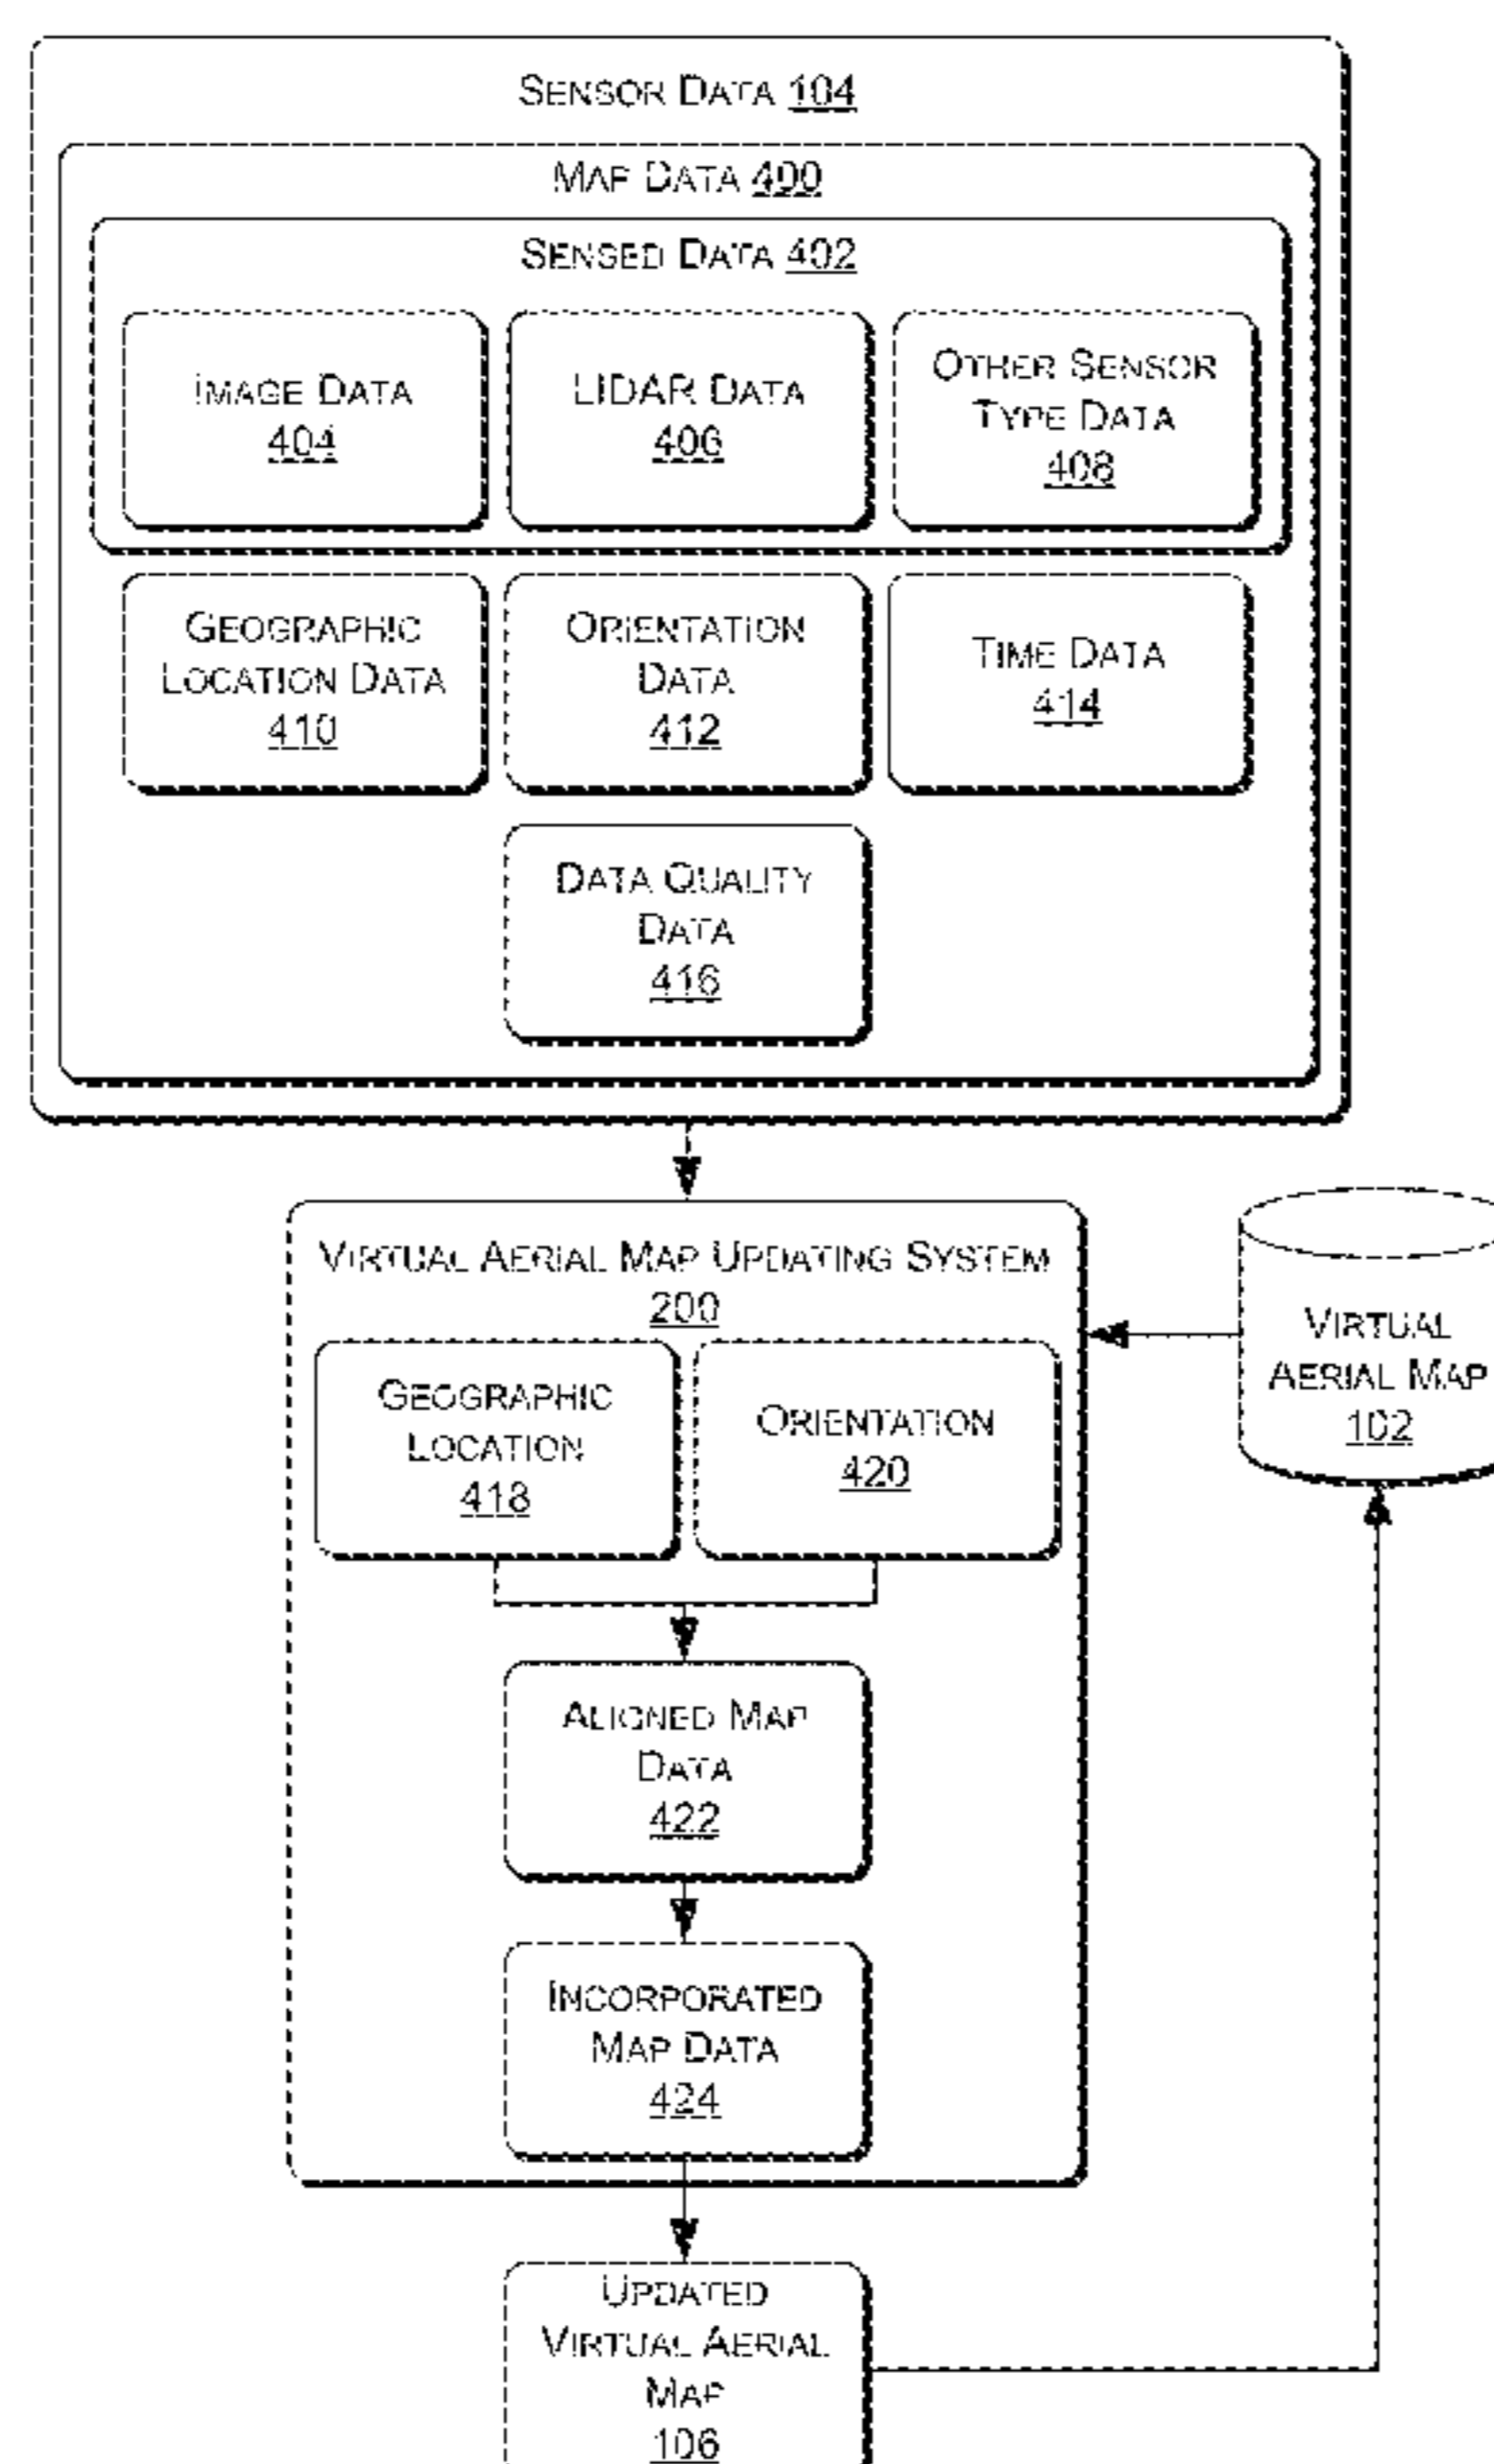 SENSOR DATA 104
MAP DATA 400
SENSED DATA 402
IMAGE DATA
404
LIDAR DATA
406
OTHER SENSOR
TYPE DATA
408
GEOGRAPHIC
LOCATION DATA
410
ORIENTATION
DATA
412
TIME DATA
414
DATA QUALITY
DATA
416
VIRTUAL AERIAL MAP UPDATING SYSTEM
200
GEOGRAPHIC
LOCATION
418
ORIENTATION
420
VIRTUAL
AERIAL MAP
102
ALIGNED MAP
DATA
422
INCORPORATED
MAP DATA
424
UPDATED
VIRTUAL AERIAL
MAP
106